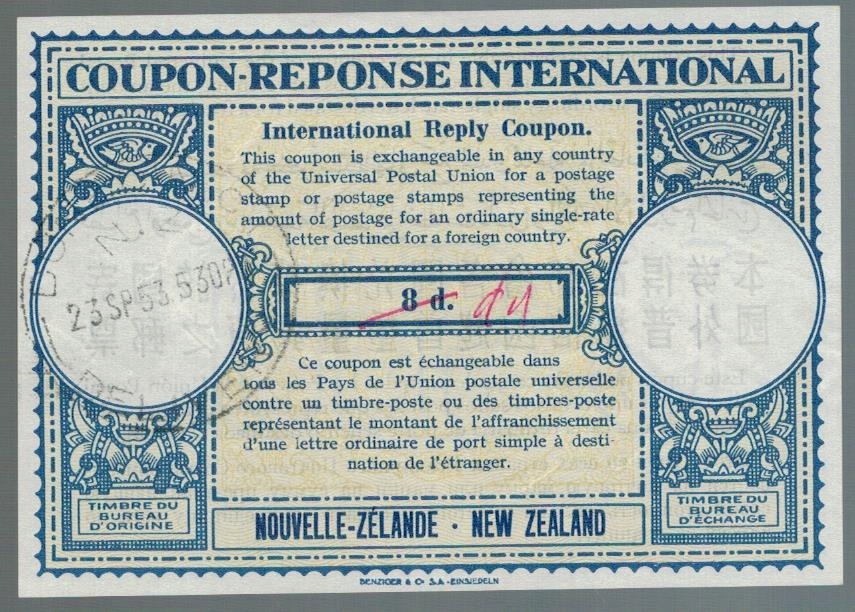 COUPON-REPONSE INTERNATIONAL
International Reply Coupon.
This coupon is exchangeable in any country
of the Universal Postal Union for a postage
stamp or postage stamps representing the
amount of postage for an ordinary single-rate
letter destined for a foreign country.
8 d.
23 SP 53 530P
Ce coupon est échangeable dans
tous les Pays de l'Union postale universelle
contre un timbre-poste ou des timbres-poste
représentant le montant de l'affranchissement
d'une lettre ordinaire de port simple à desti-
nation de l'étranger.
TIMBRE DU
BUREAU
D'ORIGINE
NOUVELLE-ZÉLANDE · NEW ZEALAND
TIMBRE DU
BUREAU
D'ÉCHANGE
BENZIGER & Co S.A. - EINSIEDELN